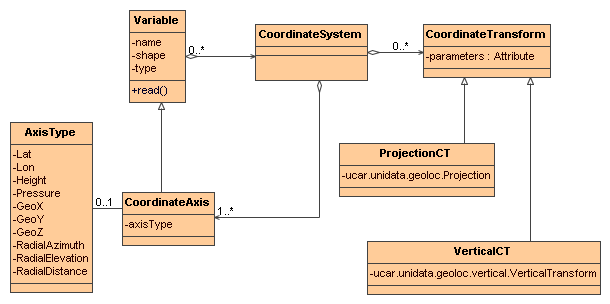 Variable
-name
-shape
-type
+read()
0..*
CoordinateSystem
0..*
CoordinateTransform
-parameters : Attribute
AxisType
-Lat
-Lon
-Height
-Pressure
-GeoX
-GeoY
-GeoZ
-RadialAzimuth
-RadialElevation
-RadialDistance
0..1
CoordinateAxis
-axisType
1..*
ProjectionCT
-ucar.unidata.geoloc.Projection
VerticalCT
-ucar.unidata.geoloc.vertical.VerticalTransform